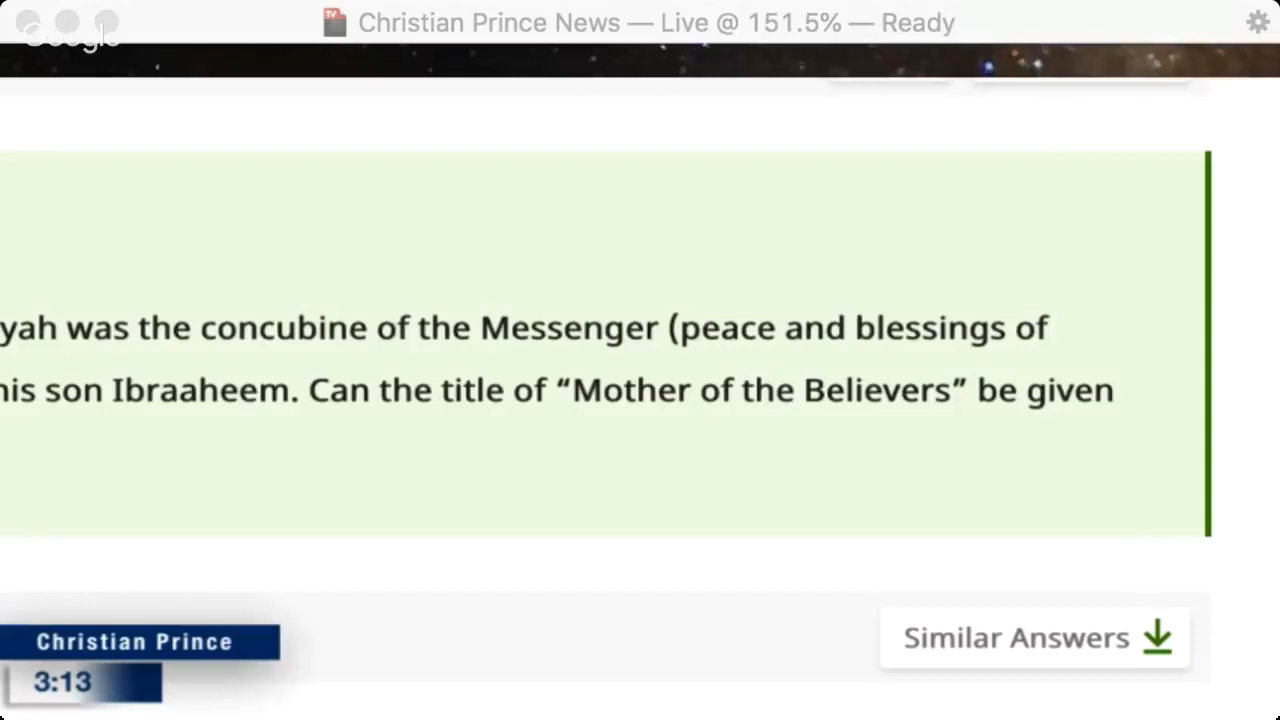 Christian Prince News — Live @ 151.5% — Ready
Google
yah was the concubine of the Messenger (peace and blessings of
his son Ibraaheem. Can the title of “Mother of the Believers” be given
Similar Answers
Christian Prince
3:13